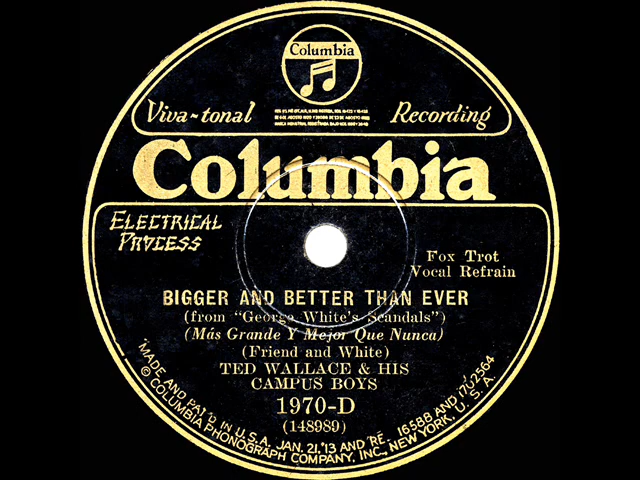 Columbia
Viva-tonal
Recording
Columbia
ELECTRICAL
PROCESS
Fox Trot
Vocal Refrain
BIGGER AND BETTER THAN EVER
(from "George White's Scandals")
(Más Grande Y Mejor Que Nunca)
(Friend and White)
TED WALLACE & HIS
CAMPUS BOYS
1970-D
(148989)
MADE AND PAT'D IN U.S.A. JAN. 21,'13 AND RE. 16588 AND 1702564
© COLUMBIA PHONOGRAPH COMPANY, INC., NEW YORK, U.S.A.